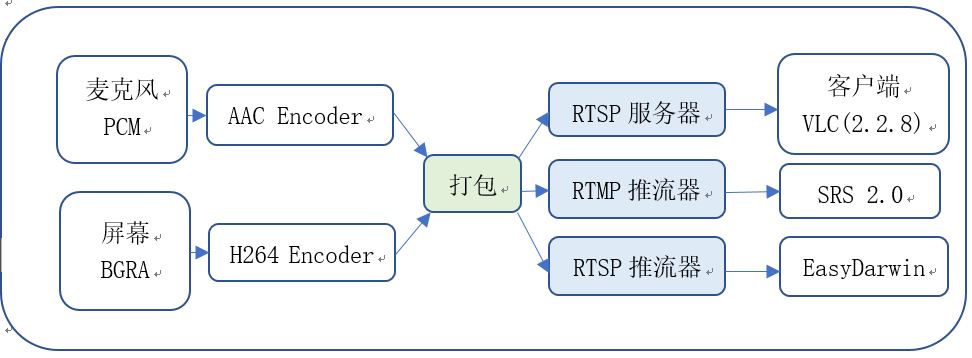 麦克风
PCM
AAC Encoder
屏幕
BGRA
H264 Encoder
打包
RTSP 服务器
RTMP 推流器
RTSP 推流器
客户端
VLC(2.2.8)
SRS 2.0
EasyDarwin